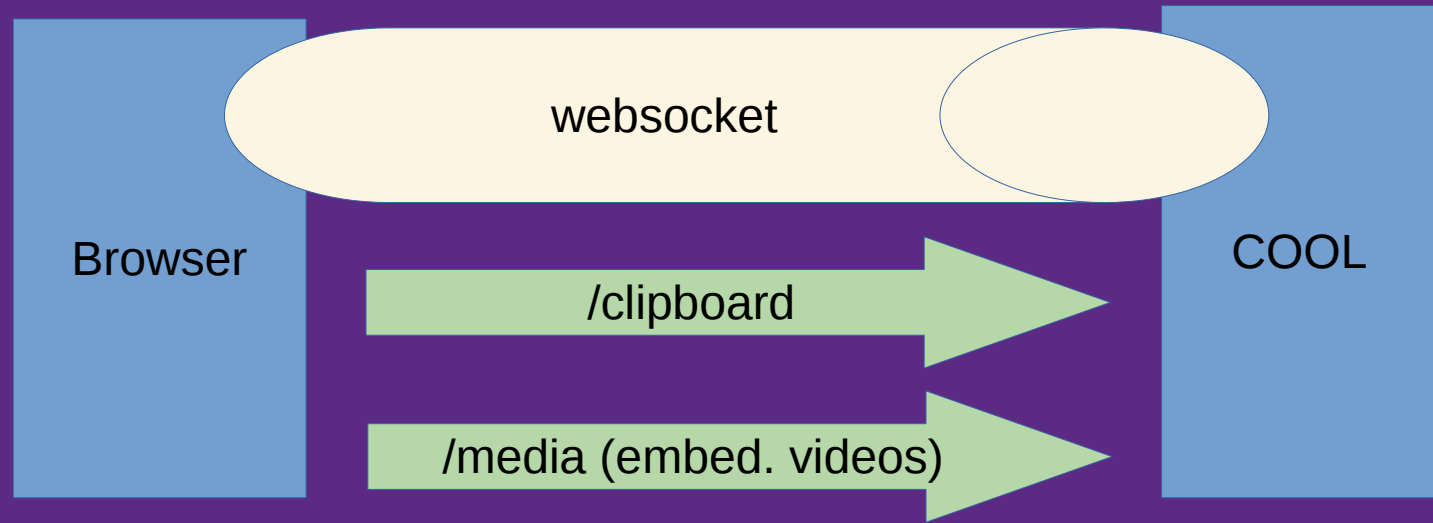 websocket
Browser
COOL
/clipboard
/media (embed. videos)